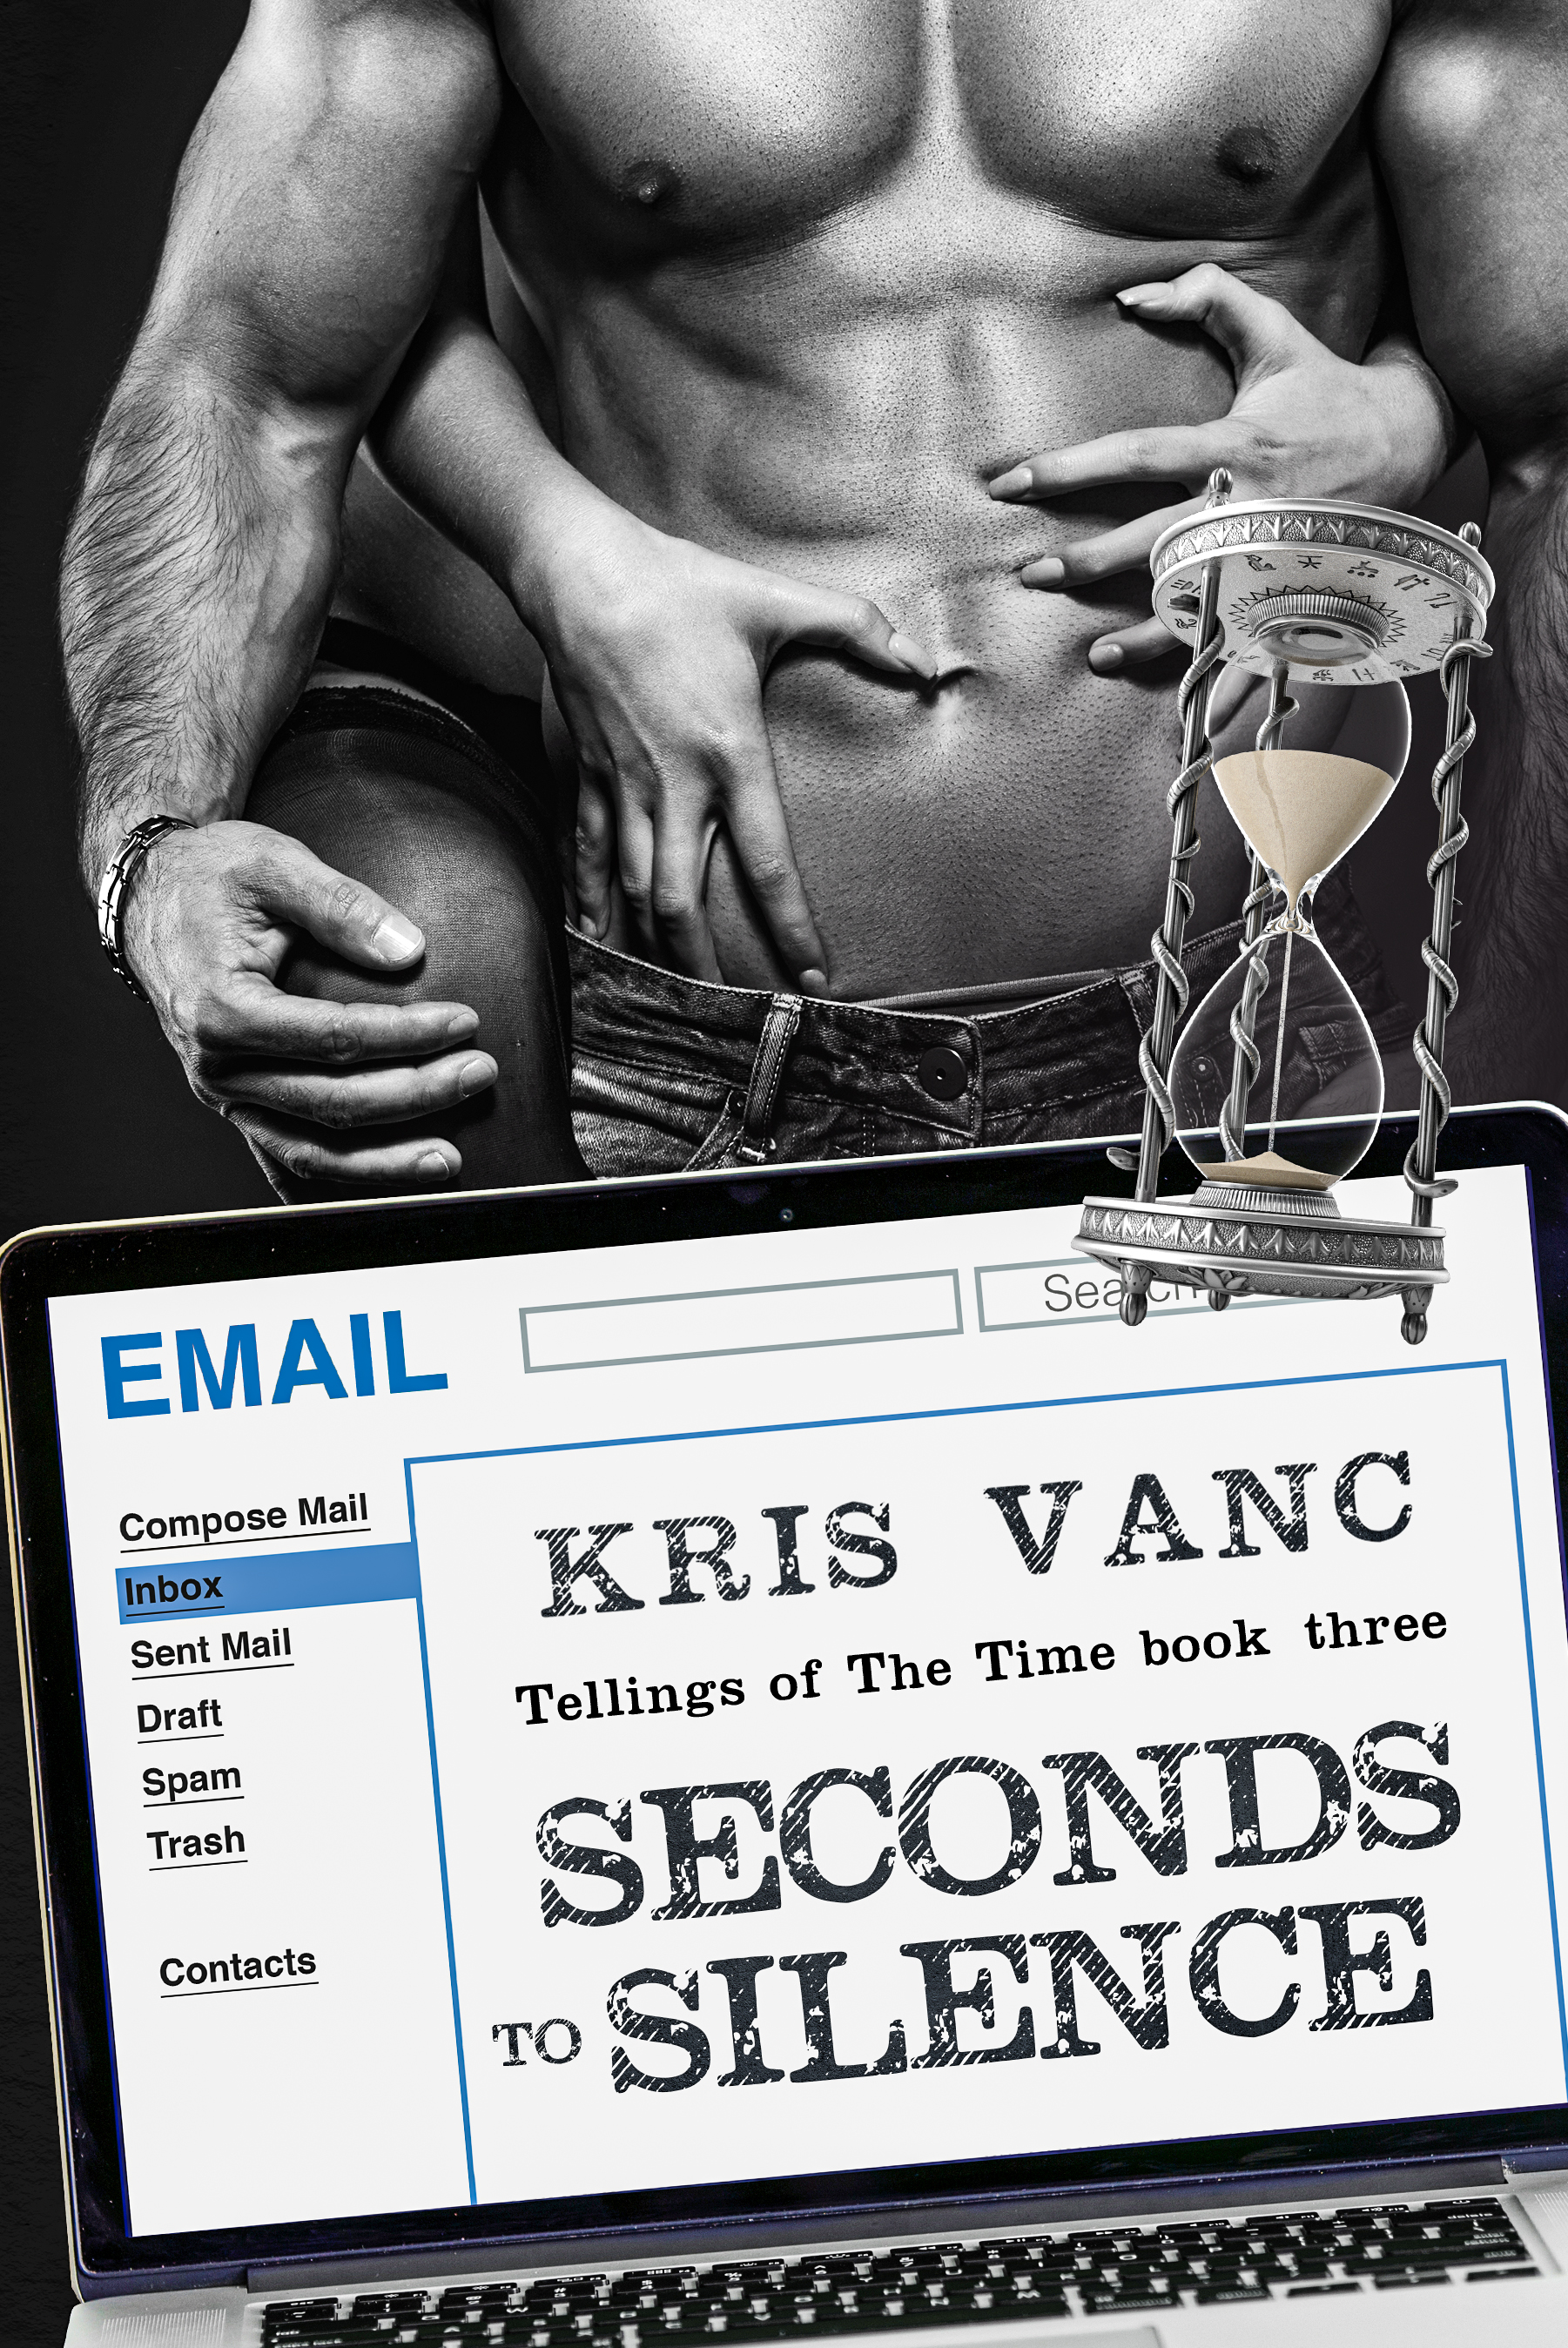 EMAIL
Compose Mail
Inbox
Sent Mail
Draft
Spam
Trash
Contacts
KRIS VANC
Tellings of The Time book three
SECONDS
TO SILENCE